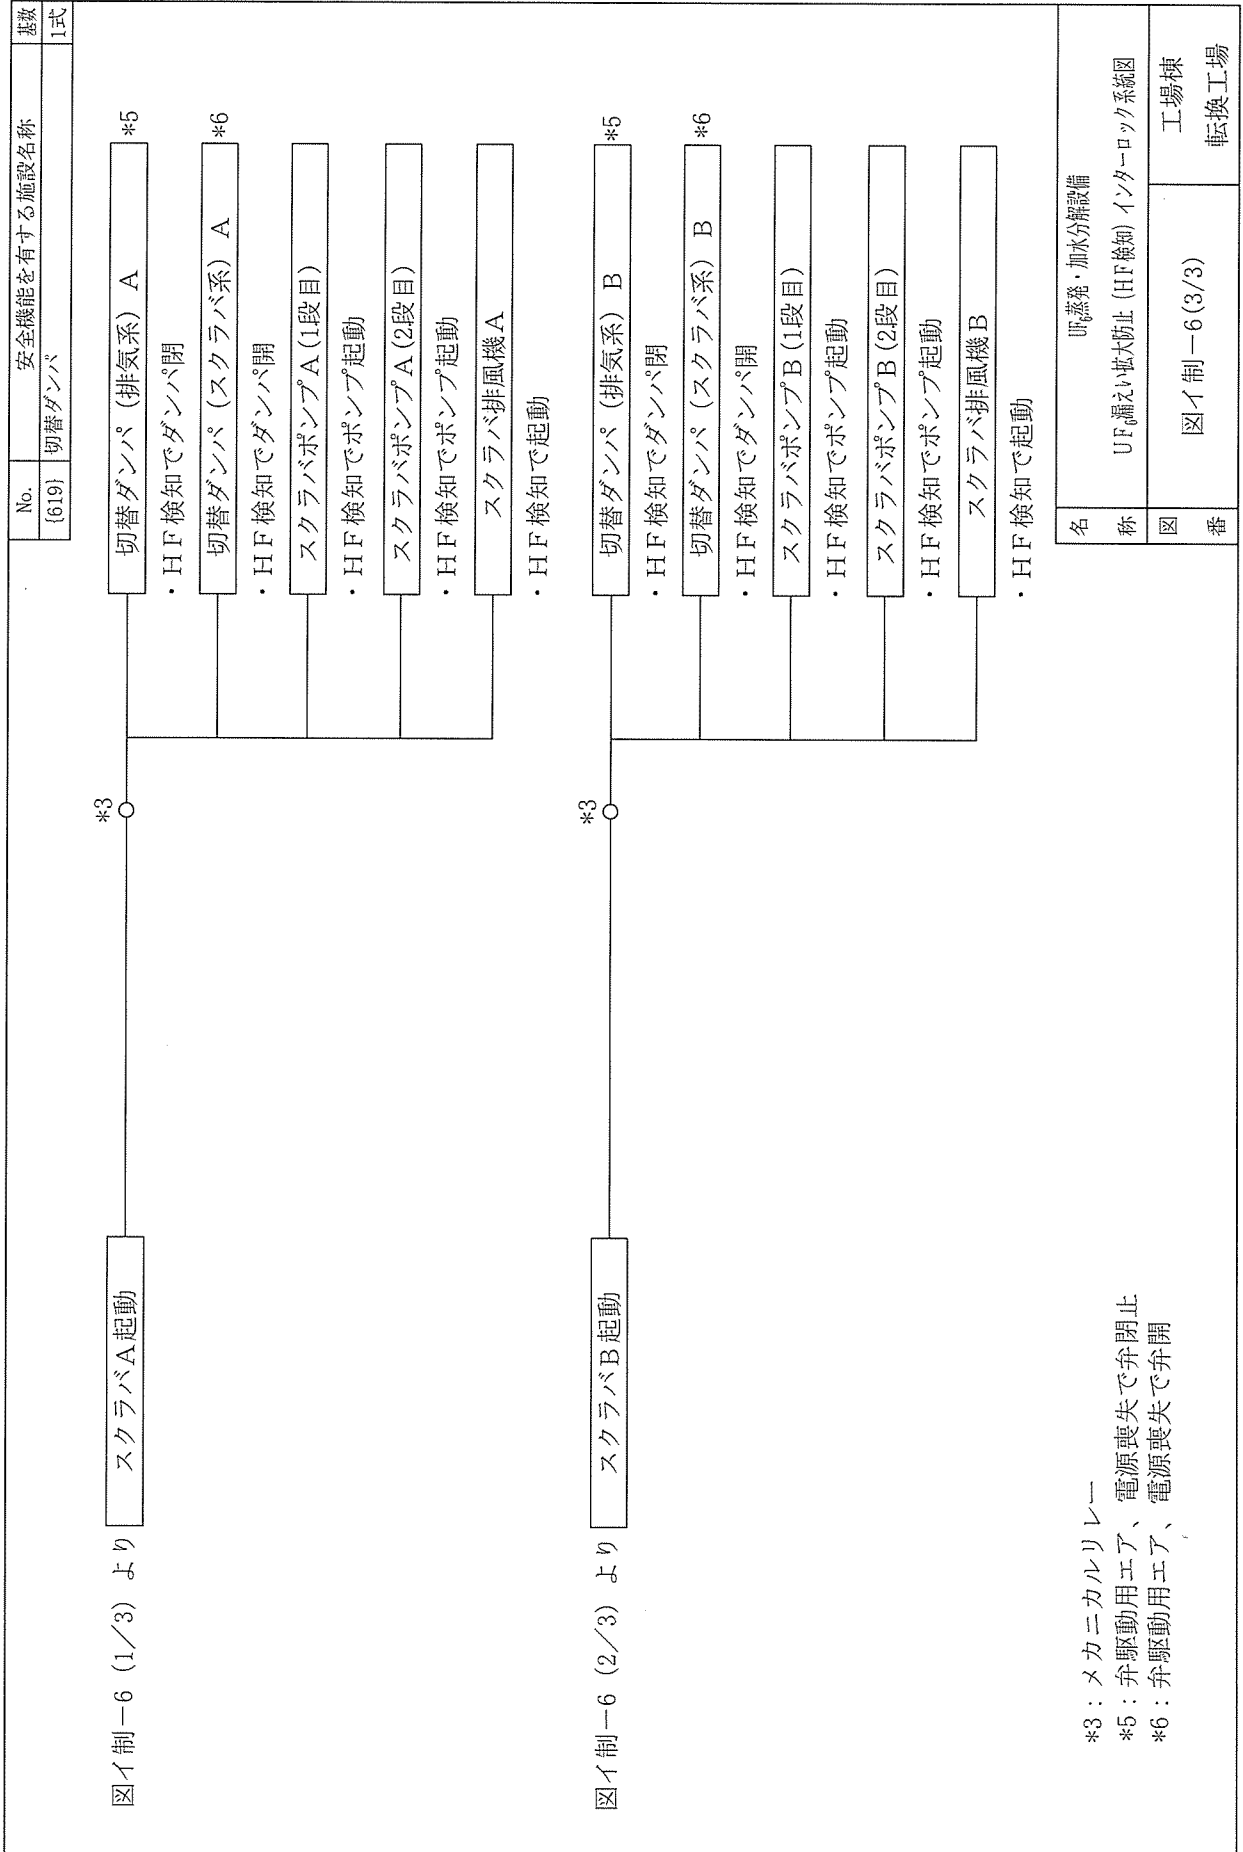 No. 安全機能を有する施設名称 基数
{619} 切替ダンパ 1式
図イ制－6 (1／3) より スクラバA起動 *3
切替ダンパ (排気系) A *5
・HF検知でダンパ閉
切替ダンパ (スクラバ系) A *6
・HF検知でダンパ開
スクラバポンプA(1段目)
・HF検知でポンプ起動
スクラバポンプA(2段目)
・HF検知でポンプ起動
スクラバ排風機A
・HF検知で起動
図イ制－6 (2／3) より スクラバB起動 *3
切替ダンパ (排気系) B *5
・HF検知でダンパ閉
切替ダンパ (スクラバ系) B *6
・HF検知でダンパ開
スクラバポンプB(1段目)
・HF検知でポンプ起動
スクラバポンプB(2段目)
・HF検知でポンプ起動
スクラバ排風機B
・HF検知で起動
*3：メカニカルリレー
*5：弁駆動用エア、電源喪失で弁閉止
*6：弁駆動用エア、電源喪失で弁開
名称 UF₆蒸発・加水分解設備
UF₆漏えい拡大防止 (HF検知) インターロック系統図
図番 図イ制－6(3/3) 工場棟
転換工場